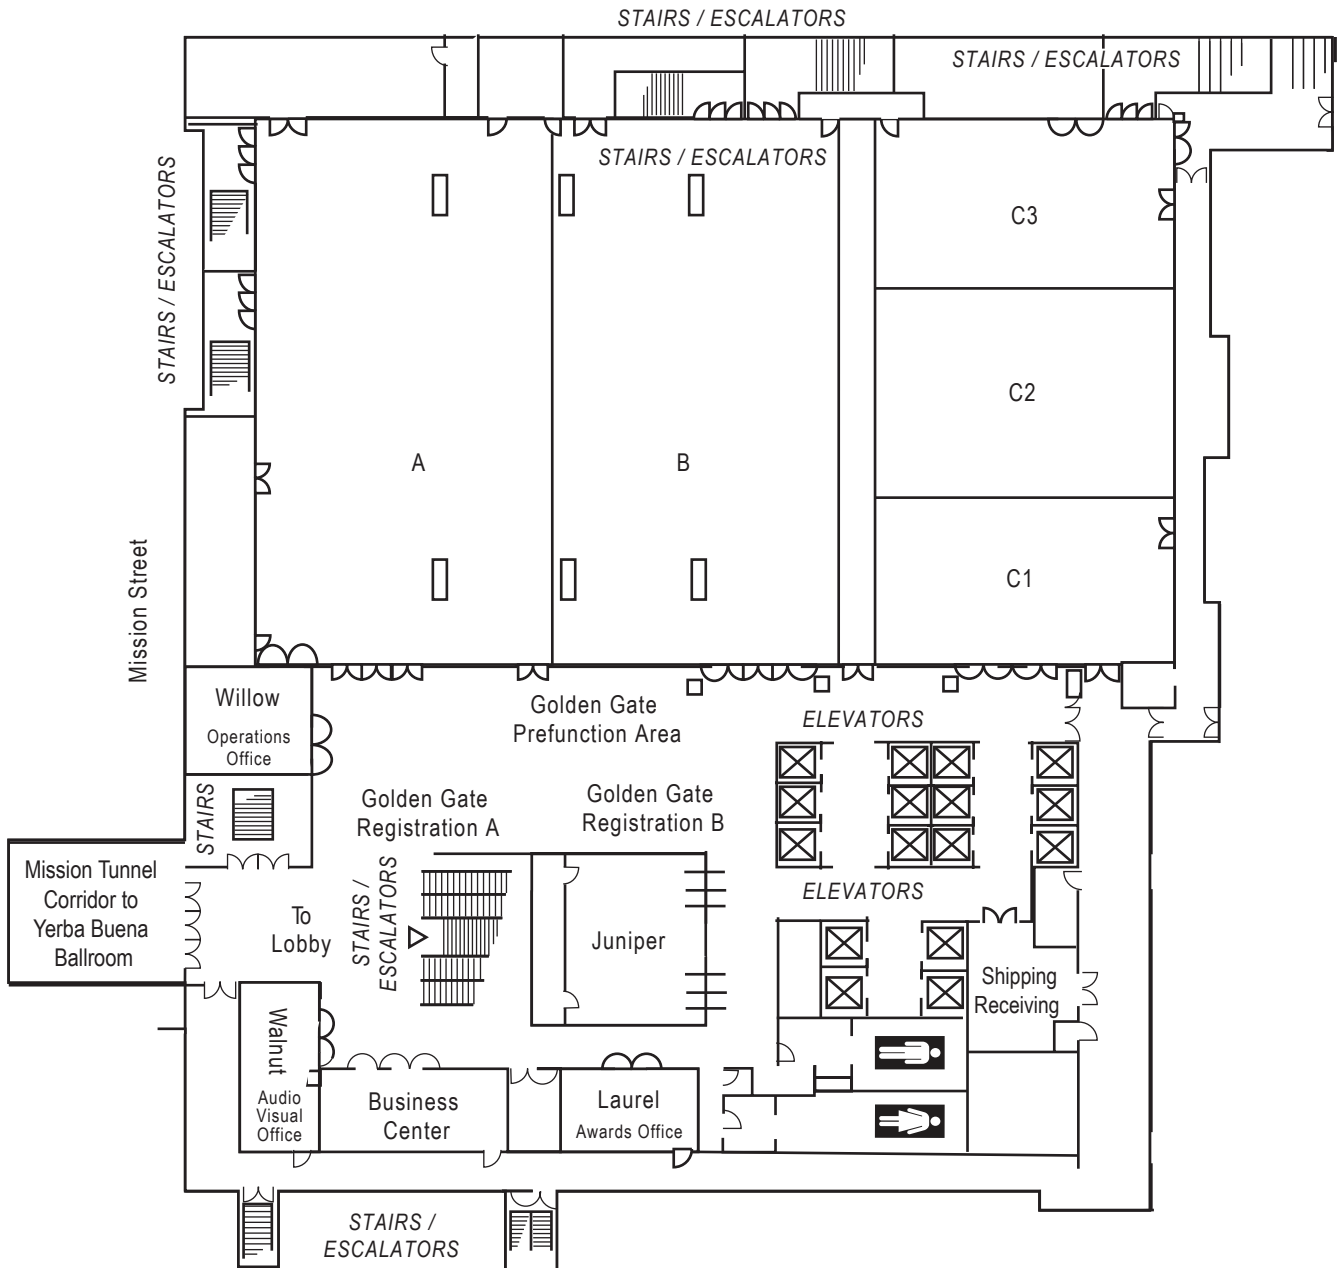 STAIRS / ESCALATORS
STAIRS / ESCALATORS
STAIRS / ESCALATORS
STAIRS / ESCALATORS
C3
C2
A
B
C1
Mission Street
Willow
Operations
Office
Golden Gate
Prefunction Area
ELEVATORS
STAIRS
Golden Gate
Registration A
Golden Gate
Registration B
Mission Tunnel
Corridor to
Yerba Buena
Ballroom
To
Lobby
STAIRS /
ESCALATORS
Juniper
ELEVATORS
Shipping
Receiving
Walnut
Audio
Visual
Office
Business
Center
Laurel
Awards Office
STAIRS /
ESCALATORS